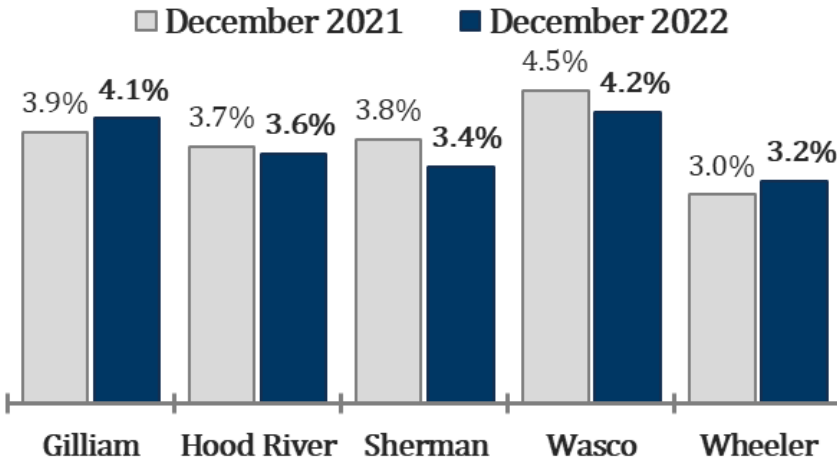 December 2021 December 2022
3.9% 4.1% 3.7% 3.6% 3.8% 3.4% 4.5% 4.2% 3.0% 3.2%
Gilliam Hood River Sherman Wasco Wheeler